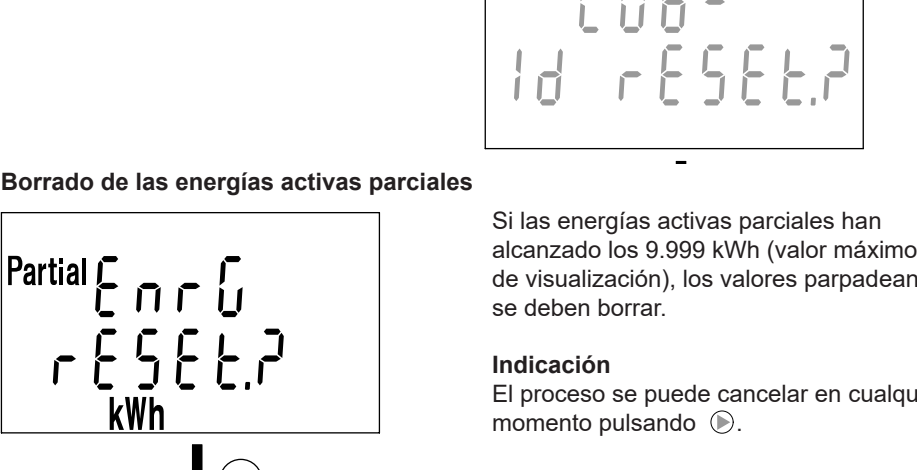 Id rESEt.?
Borrado de las energías activas parciales
Partial EnrG
rESEt.?
kWh
Si las energías activas parciales han
alcanzado los 9.999 kWh (valor máximo
de visualización), los valores parpadean
se deben borrar.
Indicación
El proceso se puede cancelar en
momento pulsando